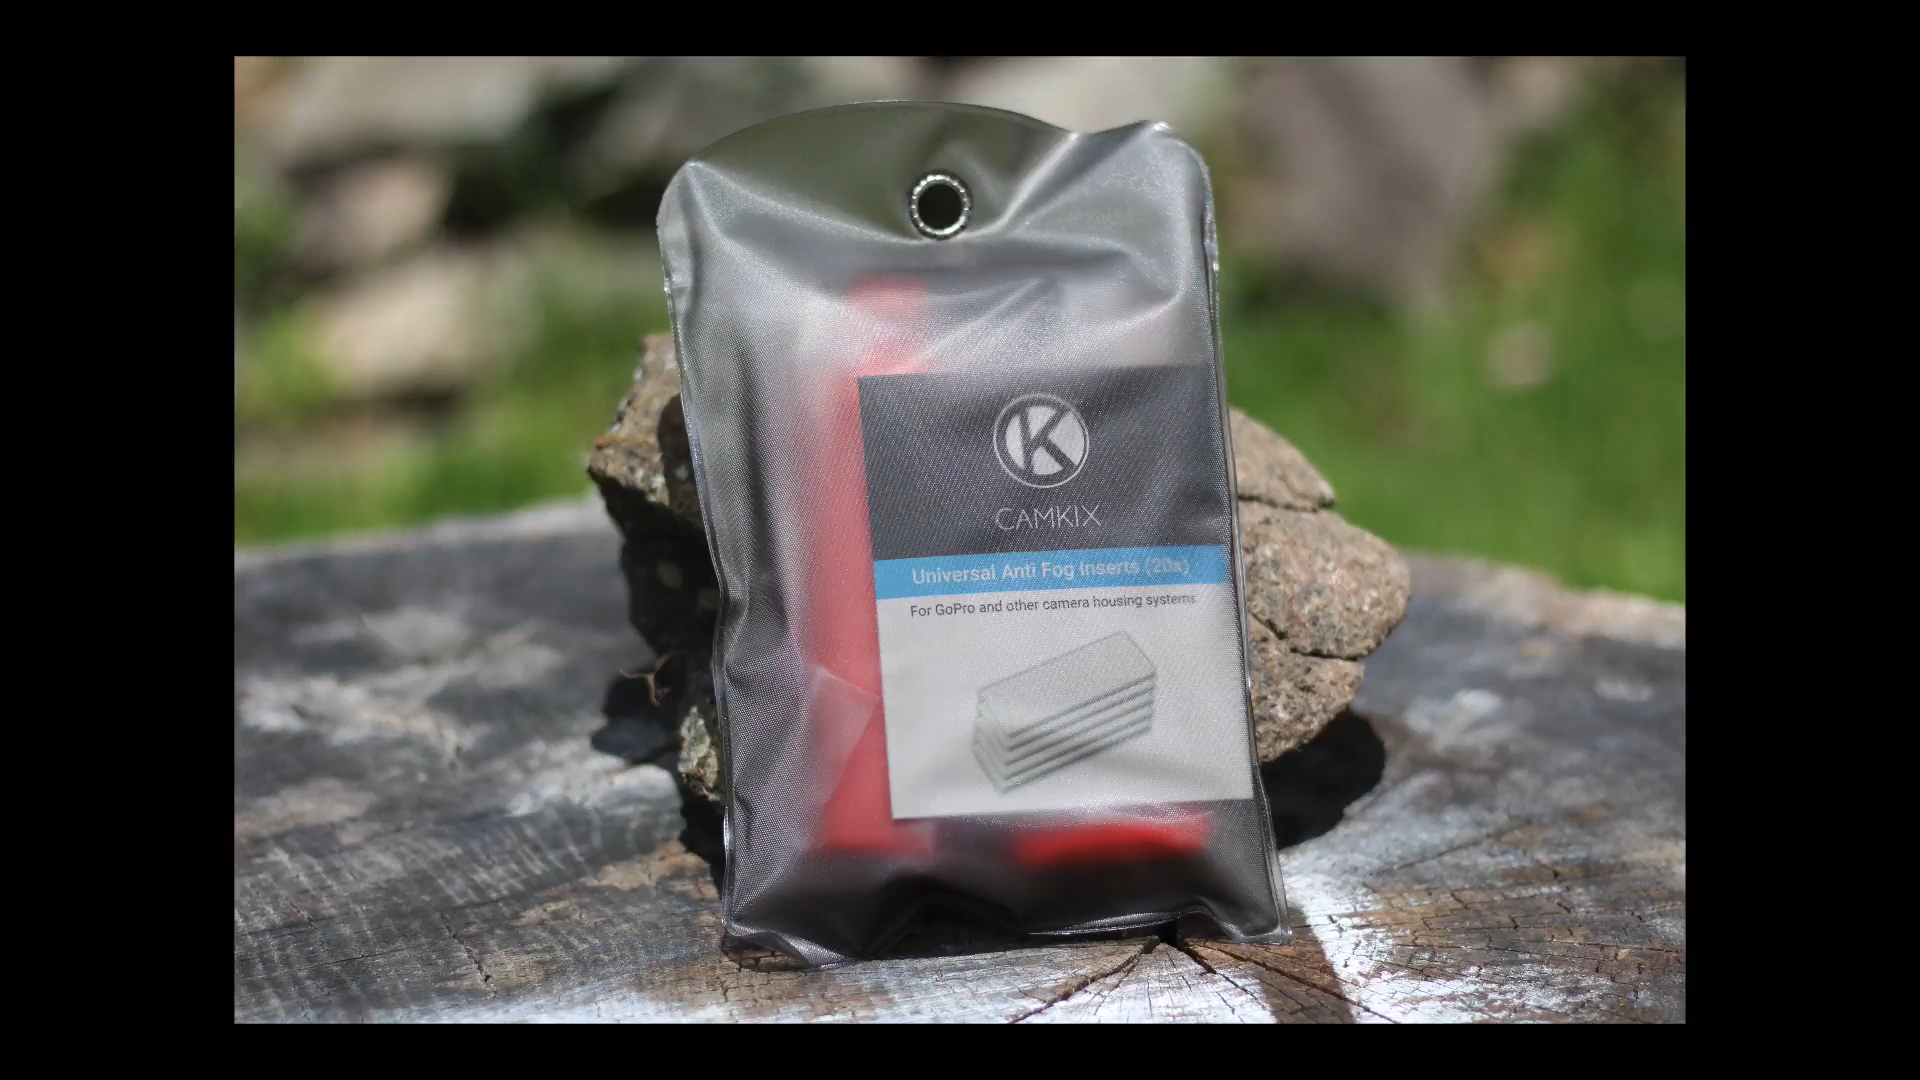 K
CAMKIX
Universal Anti Fog Inserts (20x)
For GoPro and other camera housing systems